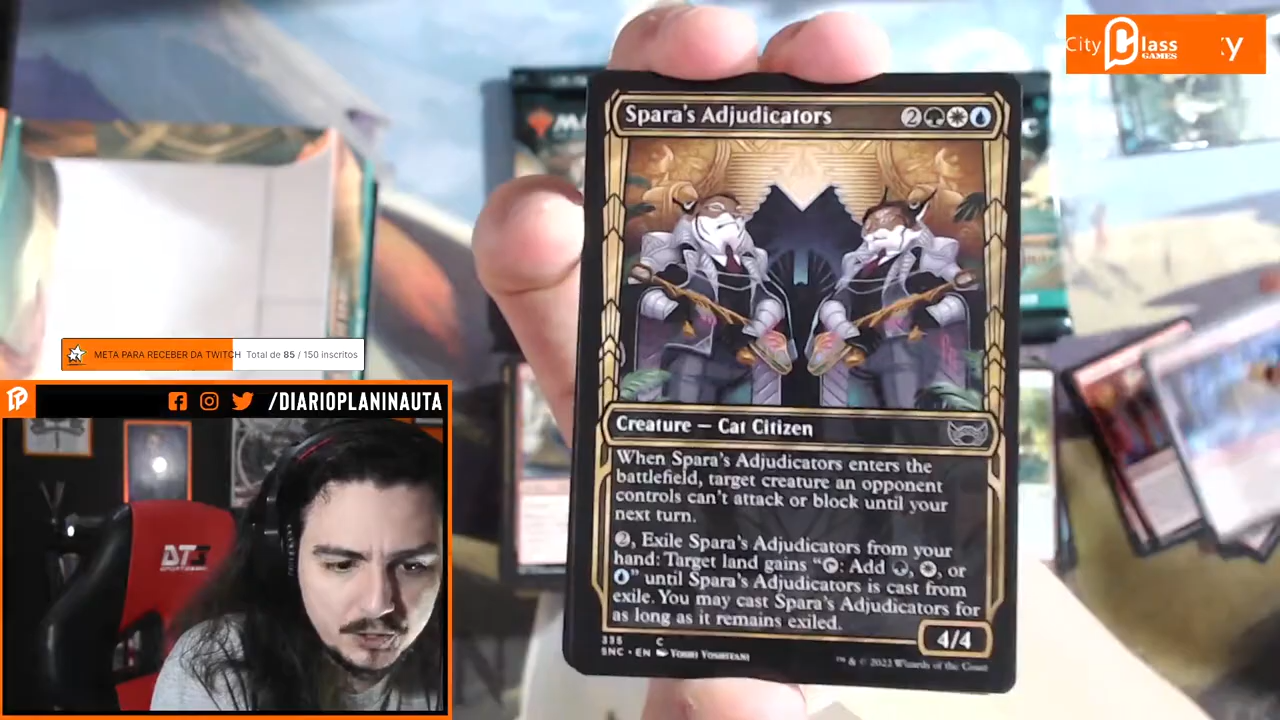 City Class
GAMES
Spara's Adjudicators
2
META PARA RECEBER DA TWITCH Total de 85 / 150 inscritos
/DIARIOPLANINAUTA
Creature — Cat Citizen
When Spara's Adjudicators enters the
battlefield, target creature an opponent
controls can't attack or block until your
next turn.
2, Exile Spara's Adjudicators from your
hand: Target land gains “: Add , , or
” until Spara's Adjudicators is cast from
exile. You may cast Spara's Adjudicators for
as long as it remains exiled.
4/4
335 C
SNC • EN YOSHI YOSHITANI
™ & © 2022 Wizards of the Coast